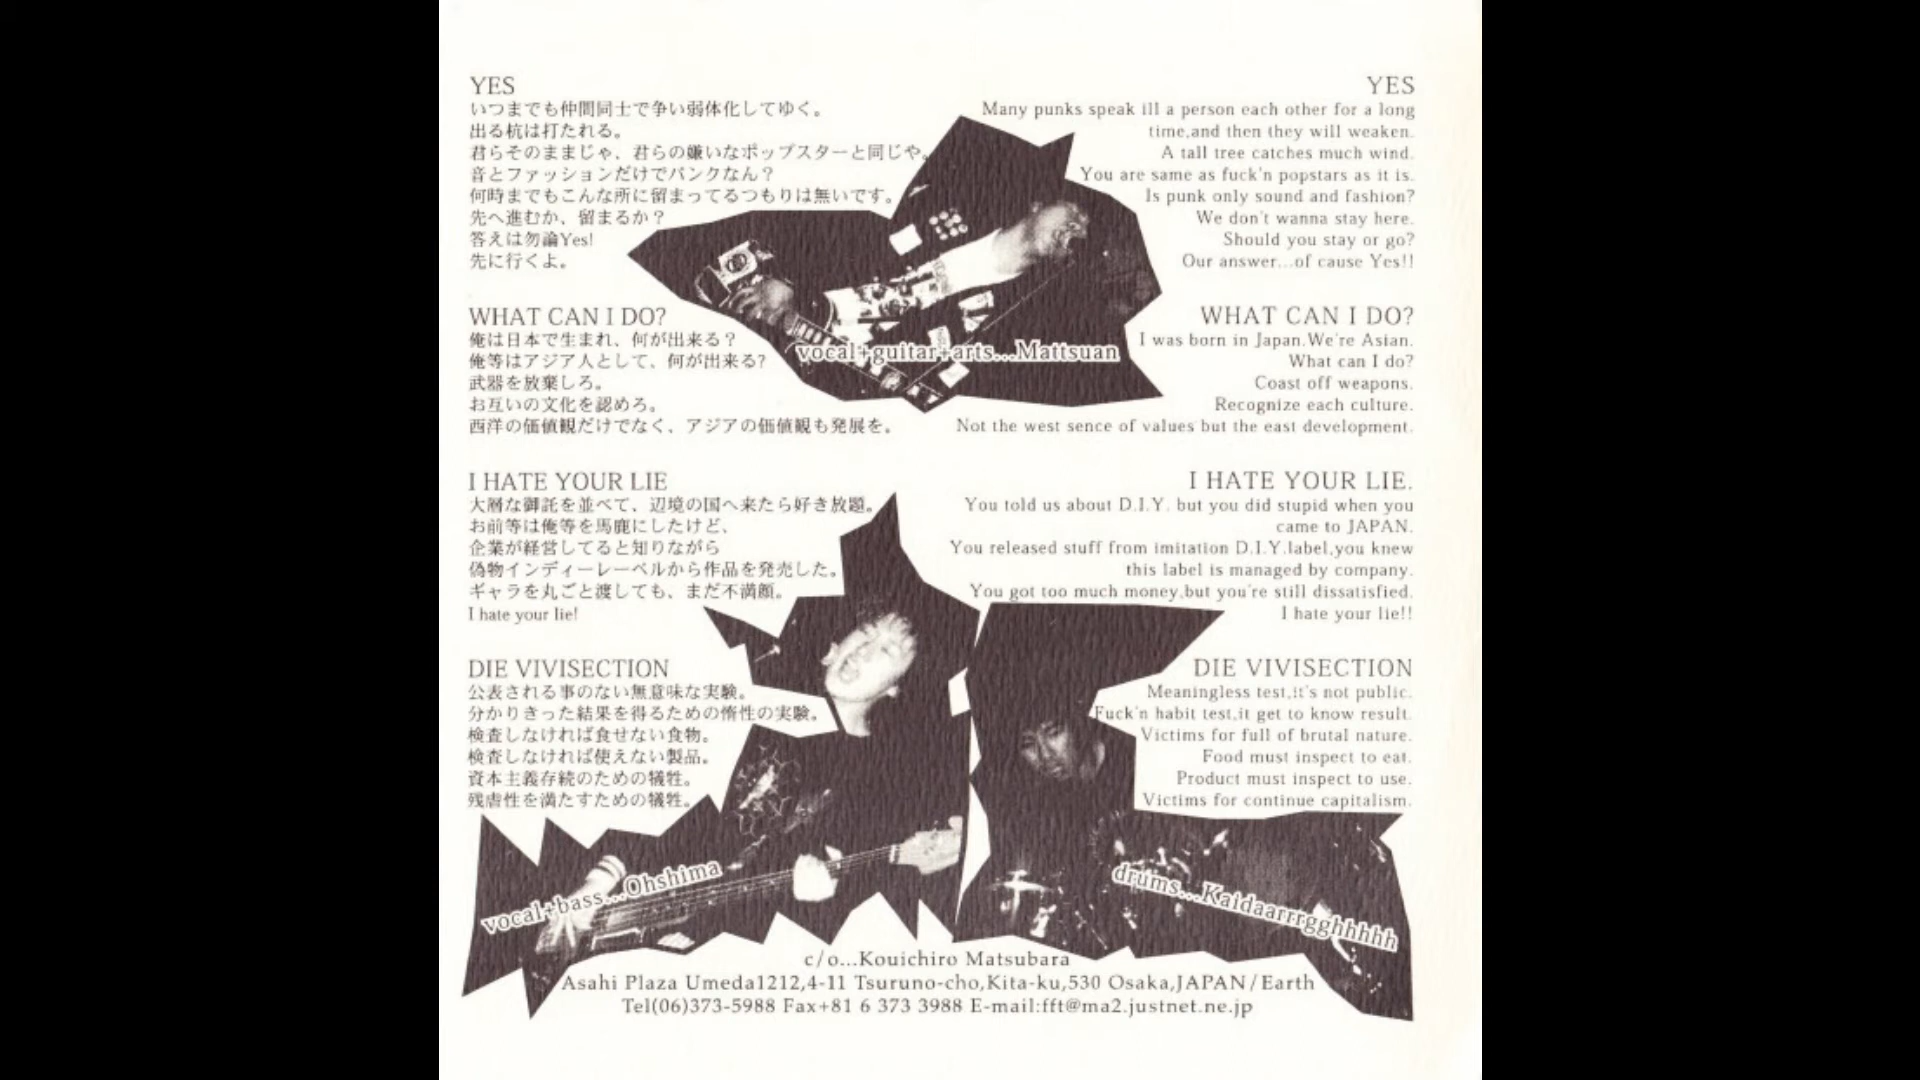 YES
いつまでも仲間同士で争い弱体化してゆく。
出る杭は打たれる。
君らそのままじゃ、君らの嫌いなポップスターと同じや。
音とファッションだけでパンクなん？
何時までもこんな所に留まってるつもりは無いです。
先へ進むか、留まるか？
答えは勿論Yes!
先に行くよ。
WHAT CAN I DO?
俺は日本で生まれ、何が出来る？
俺等はアジア人として、何が出来る?
武器を放棄しろ。
お互いの文化を認めろ。
西洋の価値観だけでなく、アジアの価値観も発展を。
I HATE YOUR LIE
大層な御託を並べて、辺境の国へ来たら好き放題。
お前等は俺等を馬鹿にしたけど、
企業が経営してると知りながら
偽物インディーレーベルから作品を発売した。
ギャラを丸ごと渡しても、まだ不満顔。
I hate your lie!
DIE VIVISECTION
公表される事のない無意味な実験。
分かりきった結果を得るための惰性の実験。
検査しなければ食せない食物。
検査しなければ使えない製品。
資本主義存続のための犠牲。
残虐性を満たすための犠牲。
YES
Many punks speak ill a person each other for a long
time,and then they will weaken.
A tall tree catches much wind.
You are same as fuck'n popstars as it is.
Is punk only sound and fashion?
We don't wanna stay here.
Should you stay or go?
Our answer...of cause Yes!!
WHAT CAN I DO?
I was born in Japan.We're Asian.
What can I do?
Coast off weapons.
Recognize each culture.
Not the west sence of values but the east development.
I HATE YOUR LIE.
You told us about D.I.Y. but you did stupid when you
came to JAPAN.
You released stuff from imitation D.I.Y.label,you knew
this label is managed by company.
You got too much money,but you're still dissatisfied.
I hate your lie!!
DIE VIVISECTION
Meaningless test,it's not public.
Fuck'n habit test,it get to know result.
Victims for full of brutal nature.
Food must inspect to eat.
Product must inspect to use.
Victims for continue capitalism.
vocal+guitar+arts...Mattsuan
vocal+bass...Ohshima
drums...Kaidaarrrggghhhhh
c/o...Kouichiro Matsubara
Asahi Plaza Umeda1212,4-11 Tsuruno-cho,Kita-ku,530 Osaka,JAPAN/Earth
Tel(06)373-5988 Fax+81 6 373 3988 E-mail:fft@ma2.justnet.ne.jp